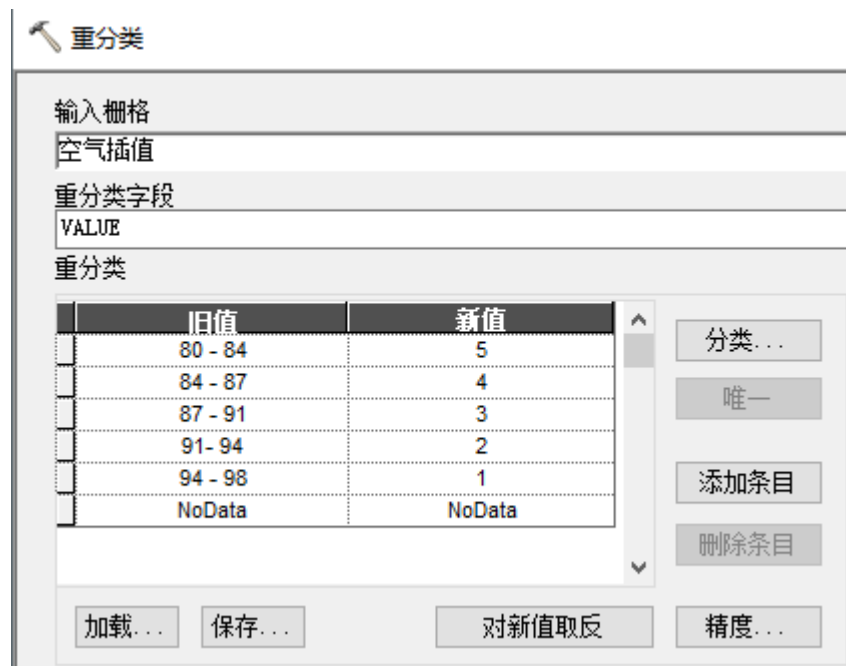 重分类
输入栅格
空气插值
重分类字段
VALUE
重分类
旧值 新值
80 - 84 5
84 - 87 4
87 - 91 3
91- 94 2
94 - 98 1
NoData NoData
分类...
唯一
添加条目
删除条目
加载... 保存... 对新值取反 精度...